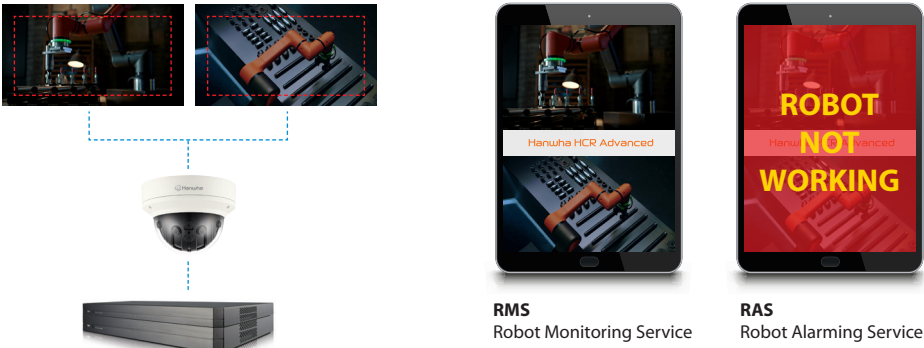 Hanwha
Hanwha HCR Advanced
ROBOT
NOT
WORKING
RMS
Robot Monitoring Service
RAS
Robot Alarming Service